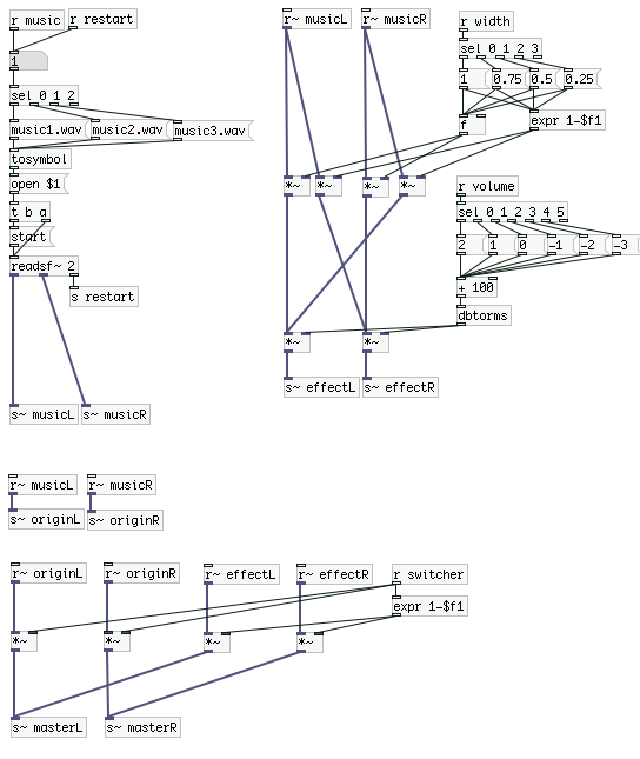 r music
r restart
1
sel 0 1 2
music1.wav
music2.wav
music3.wav
tosymbol
open $1
t b a
start
readsf~ 2
s restart
s~ musicL
s~ musicR
r~ musicL
r~ musicR
r width
sel 0 1 2 3
1
0.75
0.5
0.25
f
expr 1-$f1
*~
*~
*~
*~
r volume
sel 0 1 2 3 4 5
2
1
0
-1
-2
-3
+ 100
dbtorms
*~
*~
s~ effectL
s~ effectR
r~ musicL
r~ musicR
s~ originL
s~ originR
r~ originL
r~ originR
r~ effectL
r~ effectR
r switcher
expr 1-$f1
*~
*~
*~
*~
s~ masterL
s~ masterR